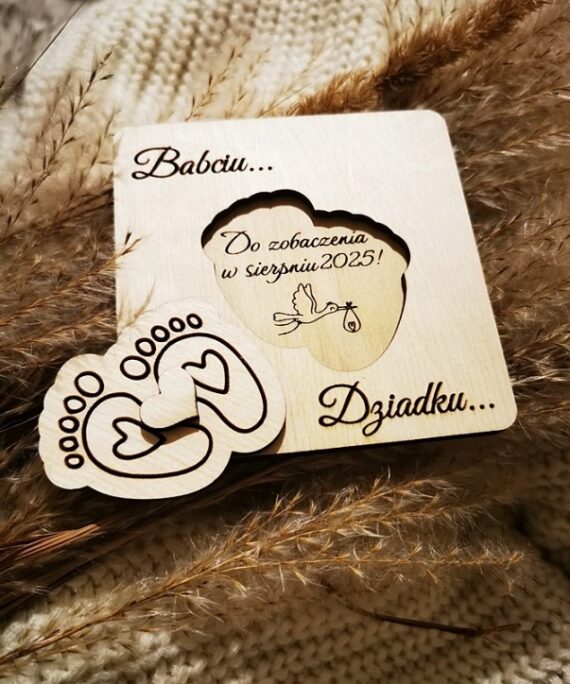 Babciu...
Do zobaczenia
w sierpniu 2025!
Dziadku...